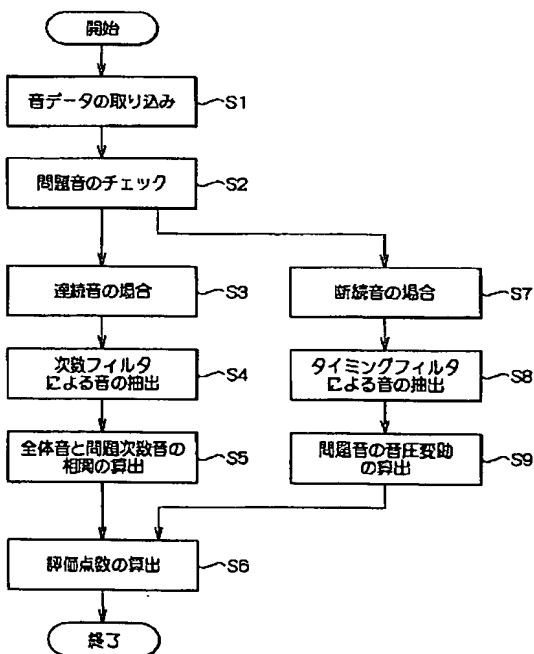 開始
音データの取り込み
S1
問題音のチェック
S2
連続音の場合
S3
次数フィルタ
による音の抽出
S4
全体音と問題次数音の
相関の算出
S5
断続音の場合
S7
タイミングフィルタ
による音の抽出
S8
問題音の音圧変動
の算出
S9
評価点数の算出
S6
終了